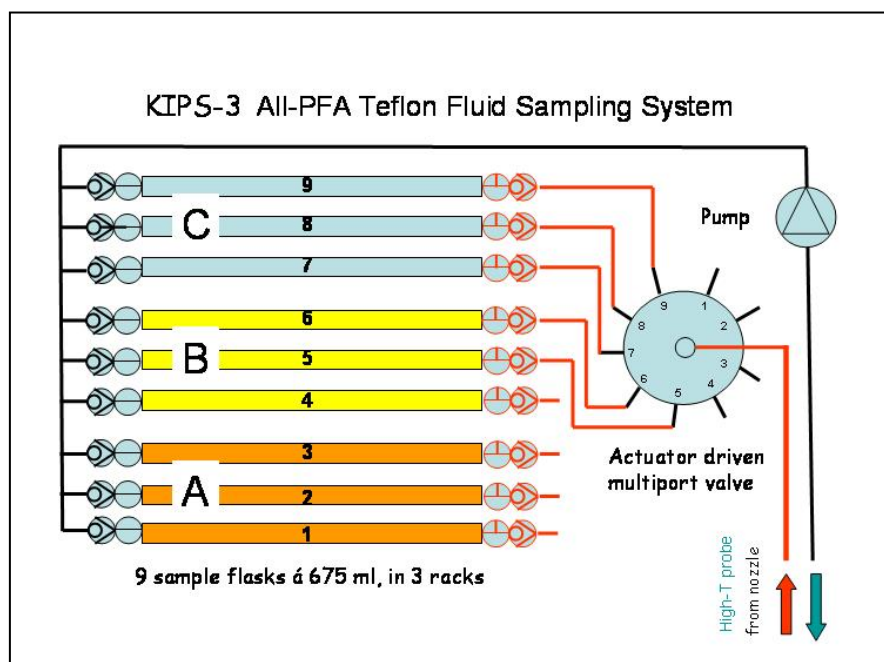 KIPS-3 All-PFA Teflon Fluid Sampling System
9
C
8
7
6
B
5
4
3
A
2
1
Pump
9
1
8
2
7
3
6
4
5
Actuator driven
multiport valve
9 sample flasks á 675 ml, in 3 racks
High-T probe
from nozzle